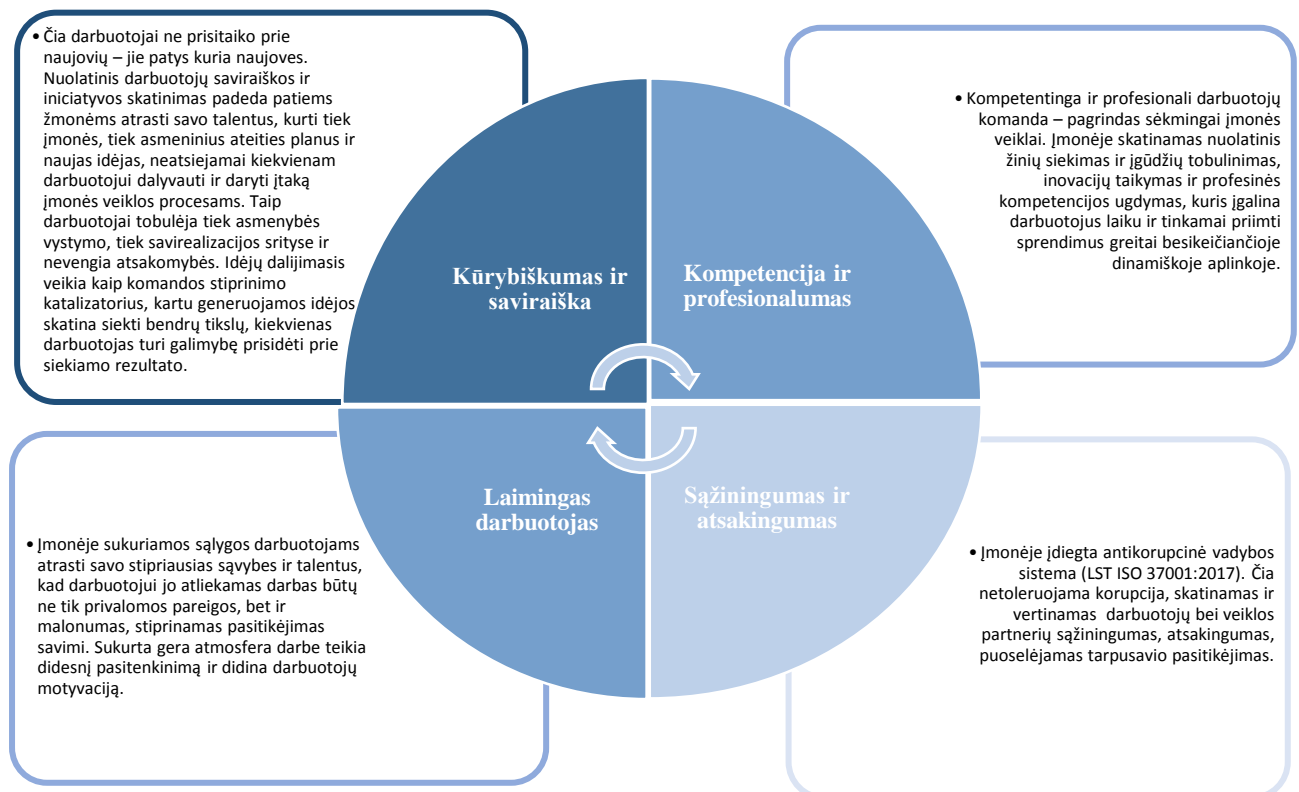 • Čia darbuotojai ne prisitaiko prie
naujovių – jie patys kuria naujoves.
Nuolatinis darbuotojų saviraiškos ir
iniciatyvos skatinimas padeda patiems
žmonėms atrasti savo talentus, kurti tiek
įmonės, tiek asmeninius ateities planus ir
naujas idėjas, neatsiejamai kiekvienam
darbuotojui dalyvauti ir daryti įtaką
įmonės veiklos procesams. Taip
darbuotojai tobulėja tiek asmenybės
vystymo, tiek savirealizacijos srityse ir
nevengia atsakomybės. Idėjų dalijimasis
veikia kaip komandos stiprinimo
katalizatorius, kartu generuojamos idėjos
skatina siekti bendrų tikslų, kiekvienas
darbuotojas turi galimybę prisidėti prie
siekiamo rezultato.
Kūrybiškumas ir
saviraiška
Kompetencija ir
profesionalumas
• Kompetentinga ir profesionali darbuotojų
komanda – pagrindas sėkmingai įmonės
veiklai. Įmonėje skatinamas nuolatinis
žinių siekimas ir įgūdžių tobulinimas,
inovacijų taikymas ir profesinės
kompetencijos ugdymas, kuris įgalina
darbuotojus laiku ir tinkamai priimti
sprendimus greitai besikeičiančioje
dinamiškoje aplinkoje.
• Įmonėje sukuriamos sąlygos darbuotojams
atrasti savo stipriausias sąvybes ir talentus,
kad darbuotojui jo atliekamas darbas būtų
ne tik privalomos pareigos, bet ir
malonumas, stiprinamas pasitikėjimas
savimi. Sukurta gera atmosfera darbe teikia
didesnį pasitenkinimą ir didina darbuotojų
motyvaciją.
Laimingas
darbuotojas
Sąžiningumas ir
atsakingumas
• Įmonėje įdiegta antikorupcinė vadybos
sistema (LST ISO 37001:2017). Čia
netoleruojama korupcija, skatinamas ir
vertinamas darbuotojų bei veiklos
partnerių sąžiningumas, atsakingumas,
puoselėjamas tarpusavio pasitikėjimas.